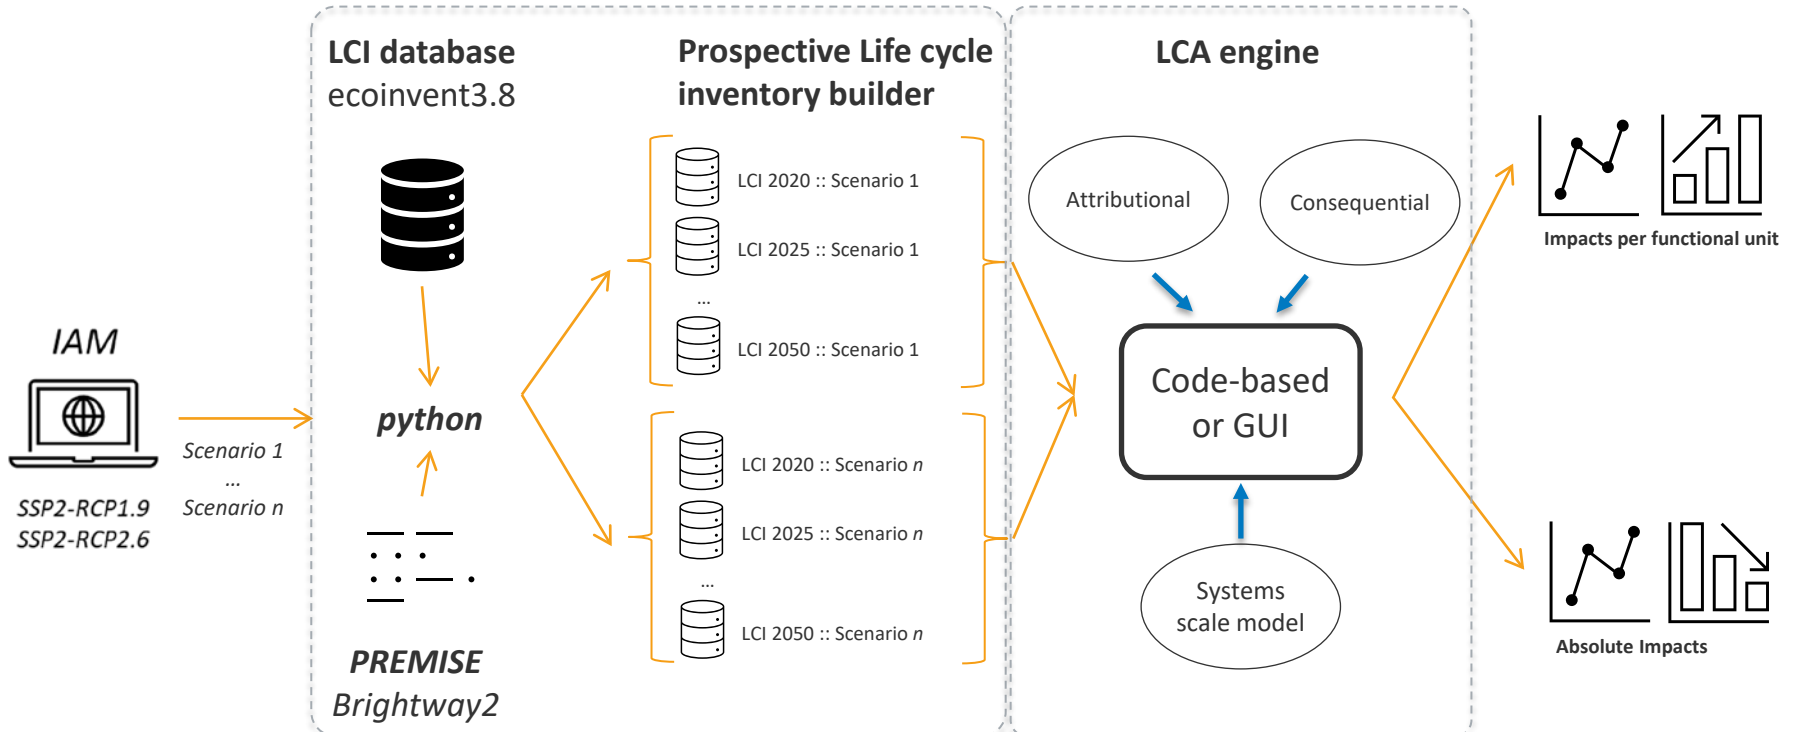 IAM
SSP2-RCP1.9
SSP2-RCP2.6
Scenario 1
...
Scenario n
LCI database
ecoinvent3.8
python
PREMISE
Brightway2
Prospective Life cycle
inventory builder
LCI 2020 :: Scenario 1
LCI 2025 :: Scenario 1
...
LCI 2050 :: Scenario 1
LCI 2020 :: Scenario n
LCI 2025 :: Scenario n
...
LCI 2050 :: Scenario n
LCA engine
Attributional
Consequential
Code-based
or GUI
Systems
scale model
Impacts per functional unit
Absolute Impacts